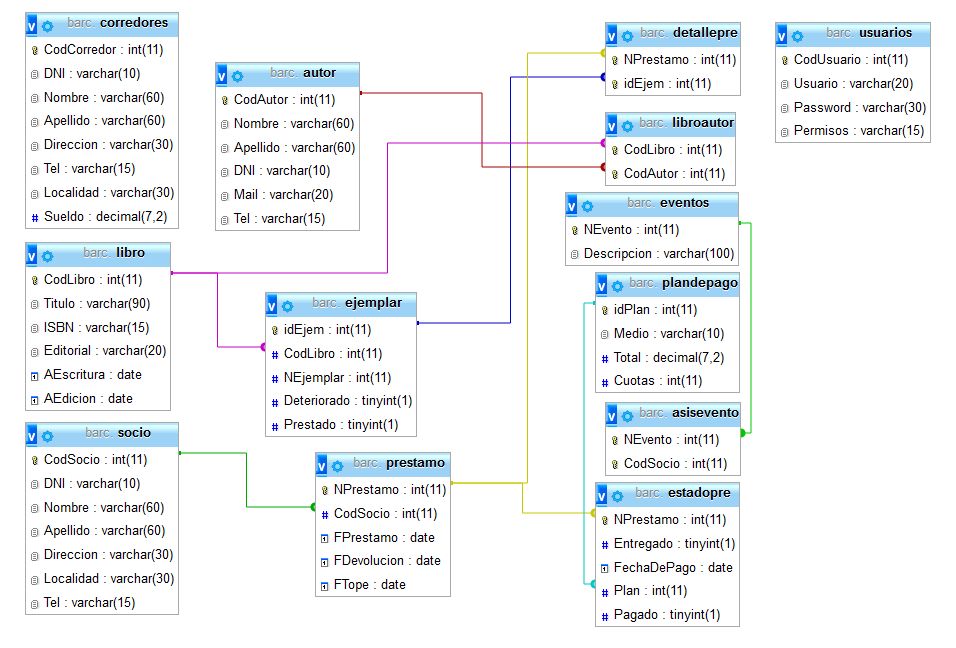 barc. corredores
CodCorredor : int(11)
DNI : varchar(10)
Nombre : varchar(60)
Apellido : varchar(60)
Direccion : varchar(30)
Tel : varchar(15)
Localidad : varchar(30)
# Sueldo : decimal(7,2)
barc. autor
CodAutor : int(11)
Nombre : varchar(60)
Apellido : varchar(60)
DNI : varchar(10)
Mail : varchar(20)
Tel : varchar(15)
barc. detallepre
NPrestamo : int(11)
idEjem : int(11)
barc. usuarios
CodUsuario : int(11)
Usuario : varchar(20)
Password : varchar(30)
Permisos : varchar(15)
barc. libroautor
CodLibro : int(11)
CodAutor : int(11)
barc. eventos
NEvento : int(11)
Descripcion : varchar(100)
barc. libro
CodLibro : int(11)
Titulo : varchar(90)
ISBN : varchar(15)
Editorial : varchar(20)
AEscritura : date
AEdicion : date
barc. ejemplar
idEjem : int(11)
# CodLibro : int(11)
# NEjemplar : int(11)
# Deteriorado : tinyint(1)
# Prestado : tinyint(1)
barc. plandepago
idPlan : int(11)
Medio : varchar(10)
# Total : decimal(7,2)
# Cuotas : int(11)
barc. asisevento
NEvento : int(11)
CodSocio : int(11)
barc. socio
CodSocio : int(11)
DNI : varchar(10)
Nombre : varchar(60)
Apellido : varchar(60)
Direccion : varchar(30)
Localidad : varchar(30)
Tel : varchar(15)
barc. prestamo
NPrestamo : int(11)
# CodSocio : int(11)
FPrestamo : date
FDevolucion : date
FTope : date
barc. estadopre
NPrestamo : int(11)
# Entregado : tinyint(1)
FechaDePago : date
# Plan : int(11)
# Pagado : tinyint(1)